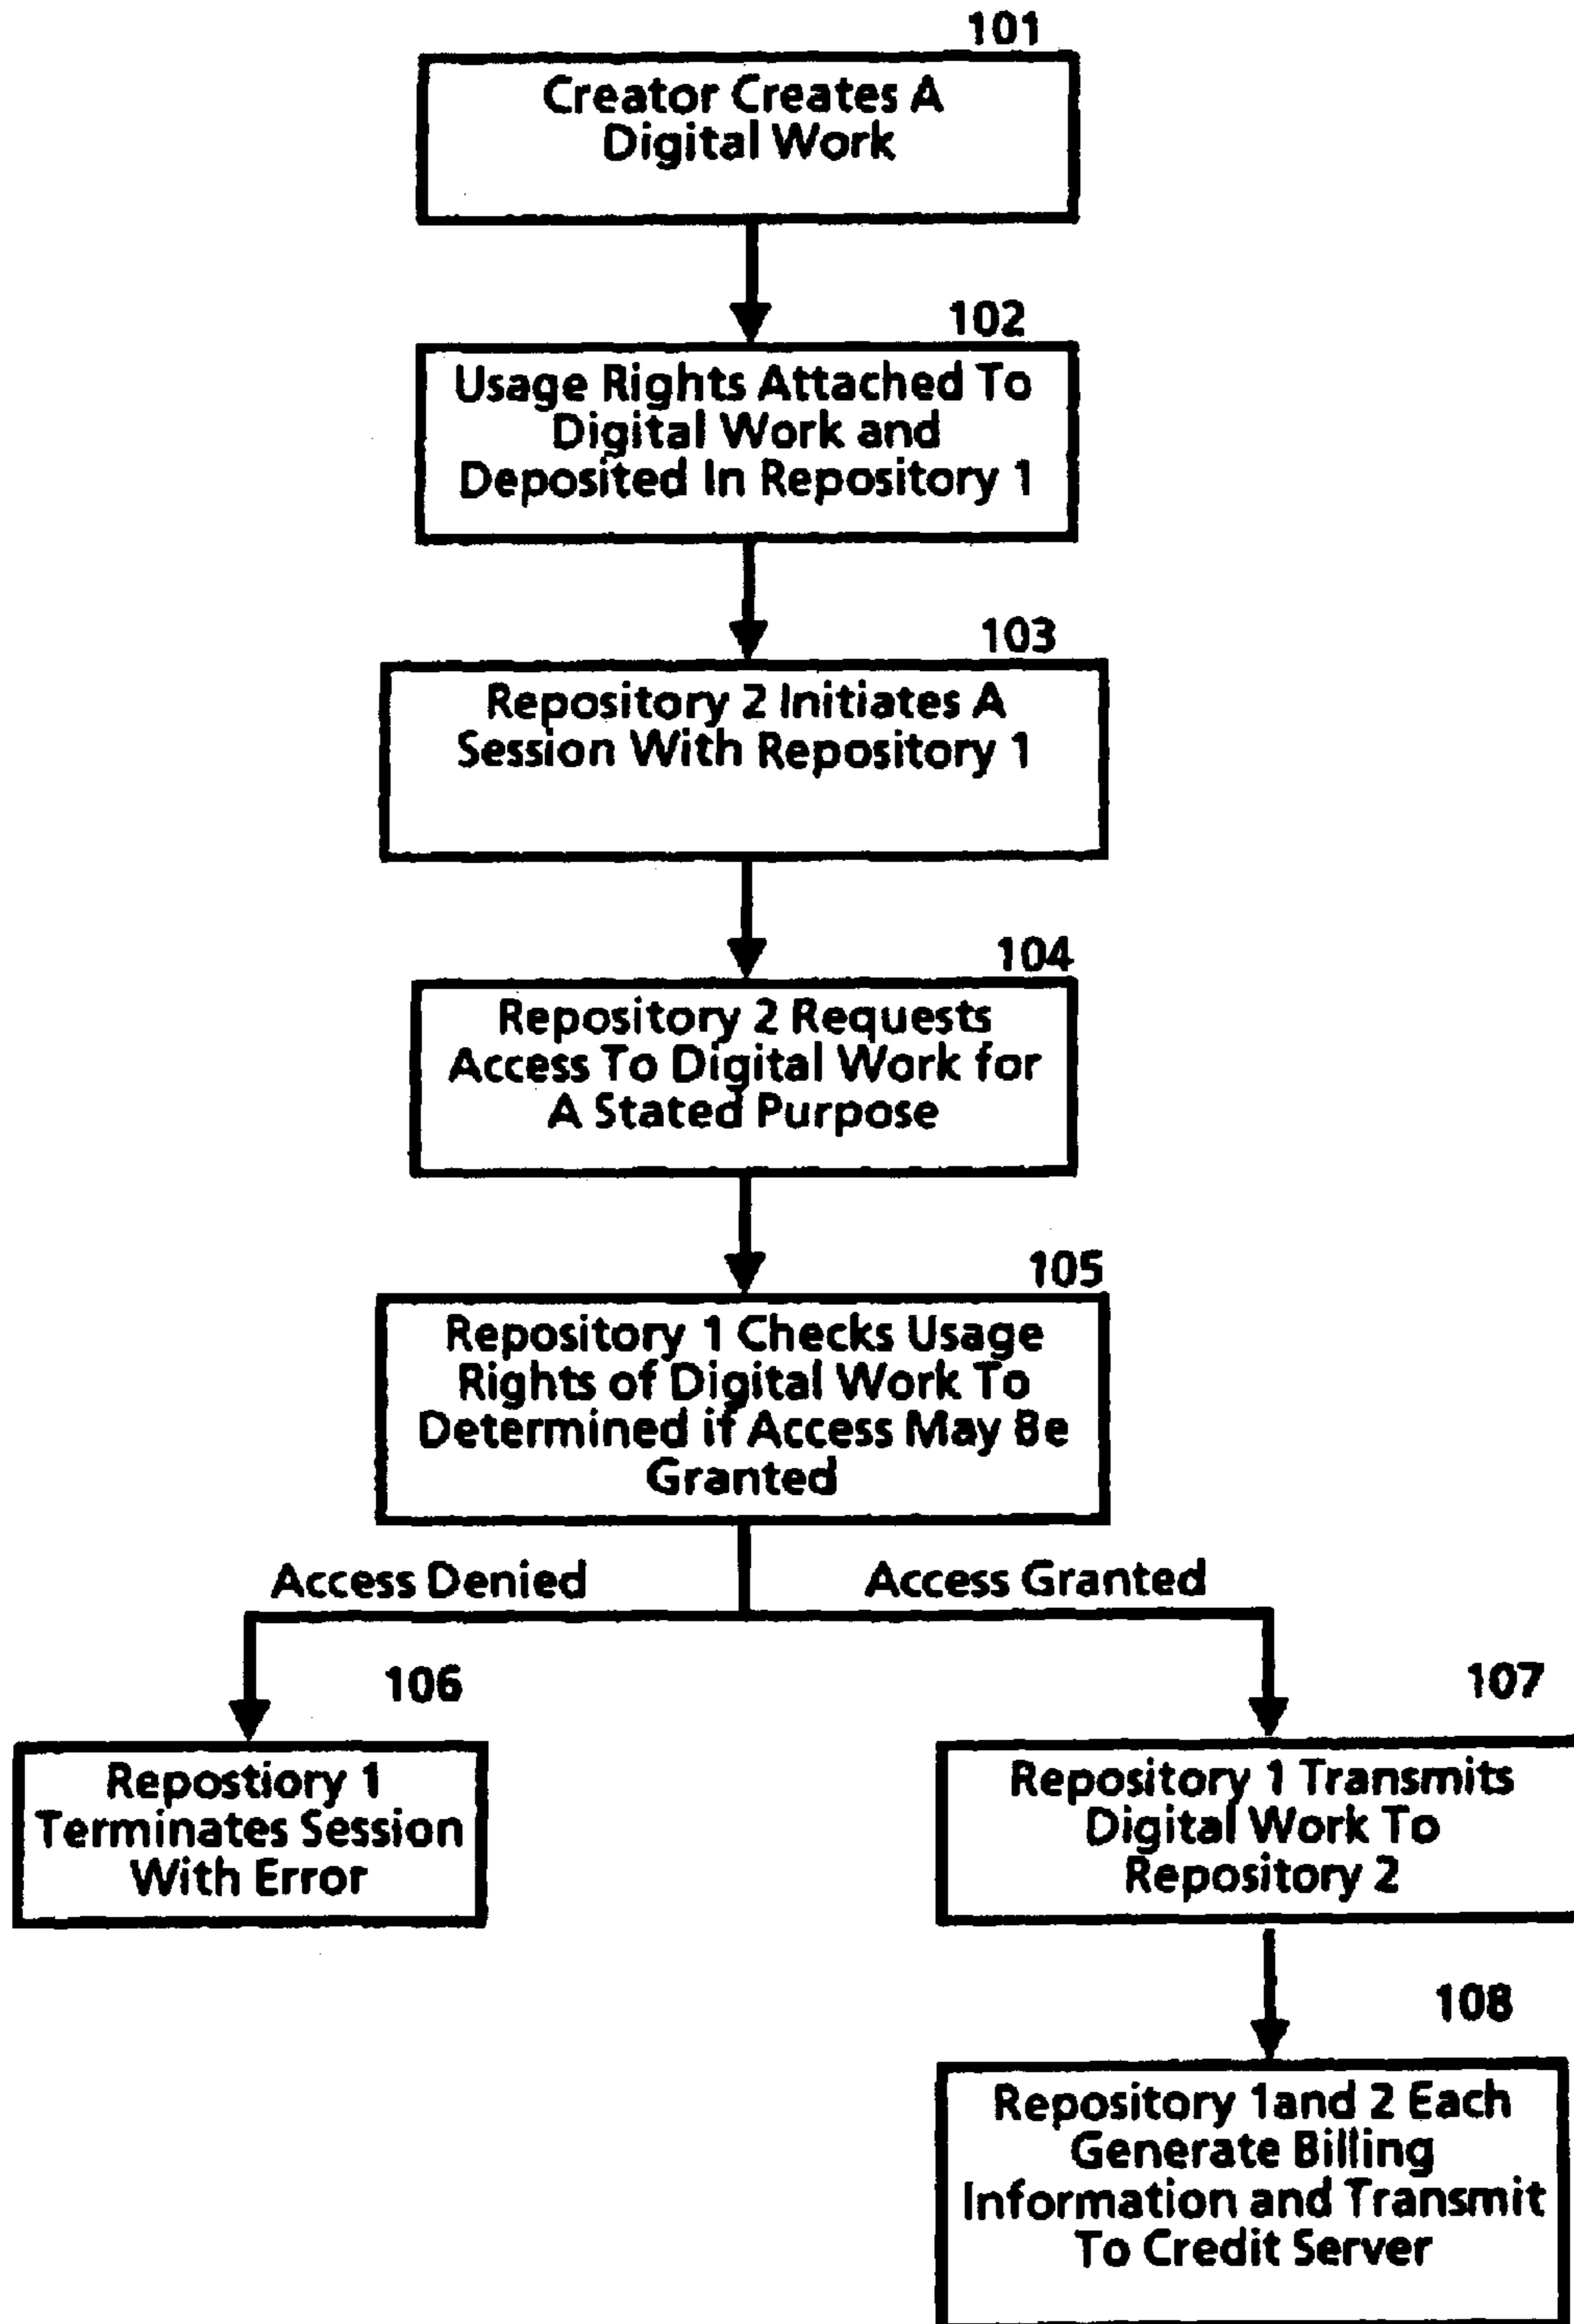 101
Creator Creates A
Digital Work
102
Usage Rights Attached To
Digital Work and
Deposited In Repository 1
103
Repository 2 Initiates A
Session With Repository 1
104
Repository 2 Requests
Access To Digital Work for
A Stated Purpose
105
Repository 1 Checks Usage
Rights of Digital Work To
Determined if Access May Be
Granted
Access Denied
Access Granted
106
Repostiory 1
Terminates Session
With Error
107
Repository 1 Transmits
Digital Work To
Repository 2
108
Repository 1and 2 Each
Generate Billing
Information and Transmit
To Credit Server